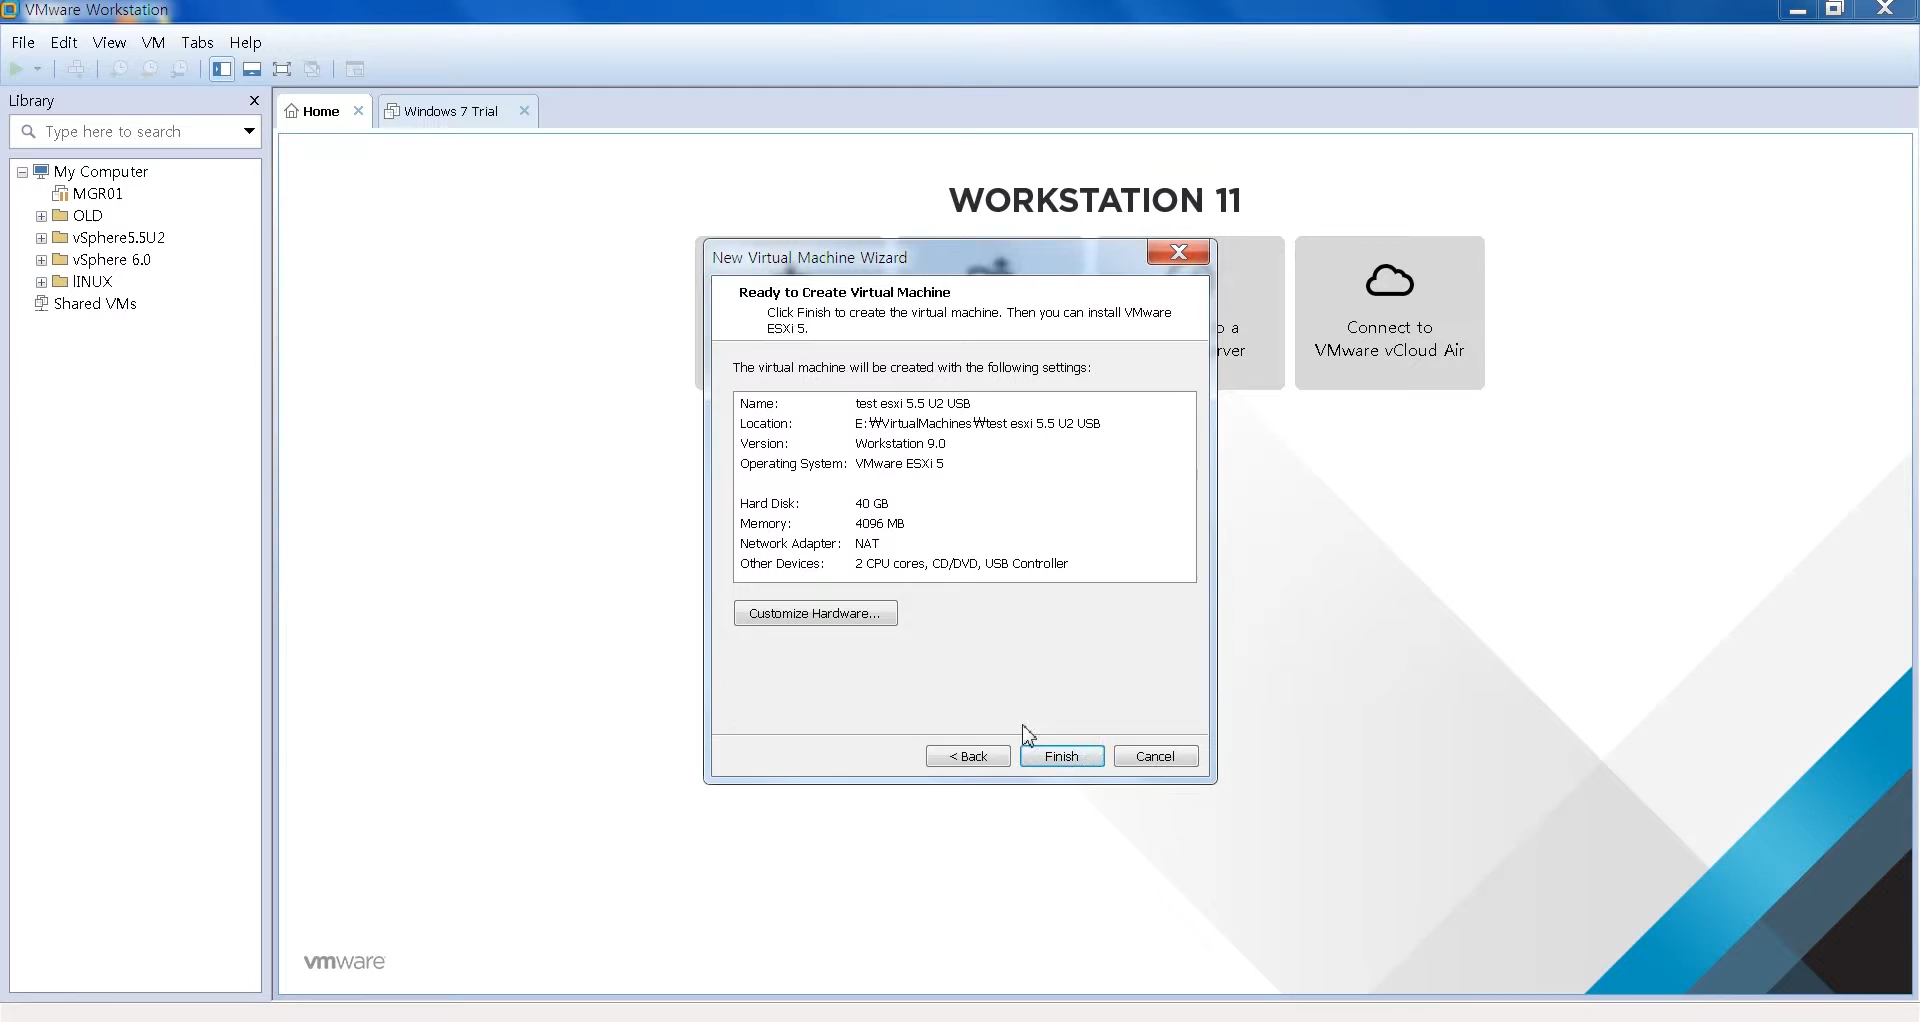 VMware Workstation
File Edit View VM Tabs Help
Library
Type here to search
My Computer
MGR01
OLD
vSphere5.5U2
vSphere 6.0
lINUX
Shared VMs
Home
Windows 7 Trial
WORKSTATION 11
New Virtual Machine Wizard
Ready to Create Virtual Machine
Click Finish to create the virtual machine. Then you can install VMware
ESXi 5.
The virtual machine will be created with the following settings:
Name: test esxi 5.5 U2 USB
Location: E:₩VirtualMachines₩test esxi 5.5 U2 USB
Version: Workstation 9.0
Operating System: VMware ESXi 5
Hard Disk: 40 GB
Memory: 4096 MB
Network Adapter: NAT
Other Devices: 2 CPU cores, CD/DVD, USB Controller
Customize Hardware...
< Back
Finish
Cancel
a
Connect to
VMware vCloud Air
vmware